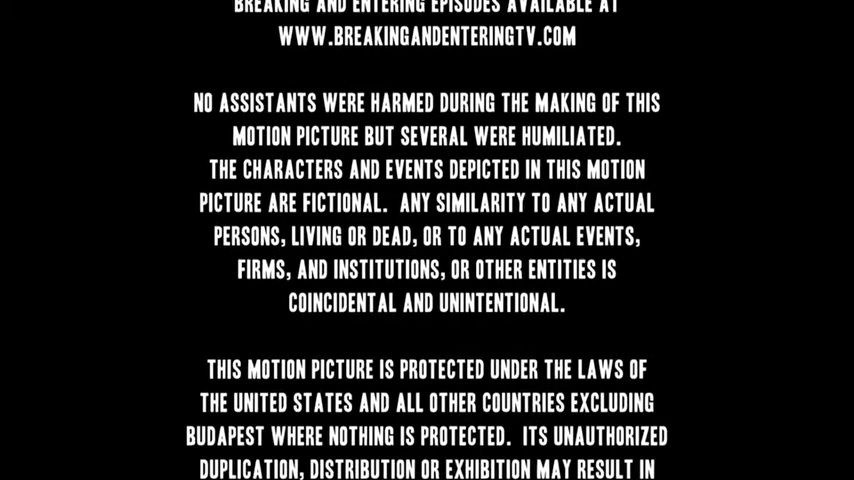 BREAKING AND ENTERING EPISODES AVAILABLE AT
WWW.BREAKINGANDENTERINGTV.COM
NO ASSISTANTS WERE HARMED DURING THE MAKING OF THIS
MOTION PICTURE BUT SEVERAL WERE HUMILIATED.
THE CHARACTERS AND EVENTS DEPICTED IN THIS MOTION
PICTURE ARE FICTIONAL. ANY SIMILARITY TO ANY ACTUAL
PERSONS, LIVING OR DEAD, OR TO ANY ACTUAL EVENTS,
FIRMS, AND INSTITUTIONS, OR OTHER ENTITIES IS
COINCIDENTAL AND UNINTENTIONAL.
THIS MOTION PICTURE IS PROTECTED UNDER THE LAWS OF
THE UNITED STATES AND ALL OTHER COUNTRIES EXCLUDING
BUDAPEST WHERE NOTHING IS PROTECTED. ITS UNAUTHORIZED
DUPLICATION, DISTRIBUTION OR EXHIBITION MAY RESULT IN